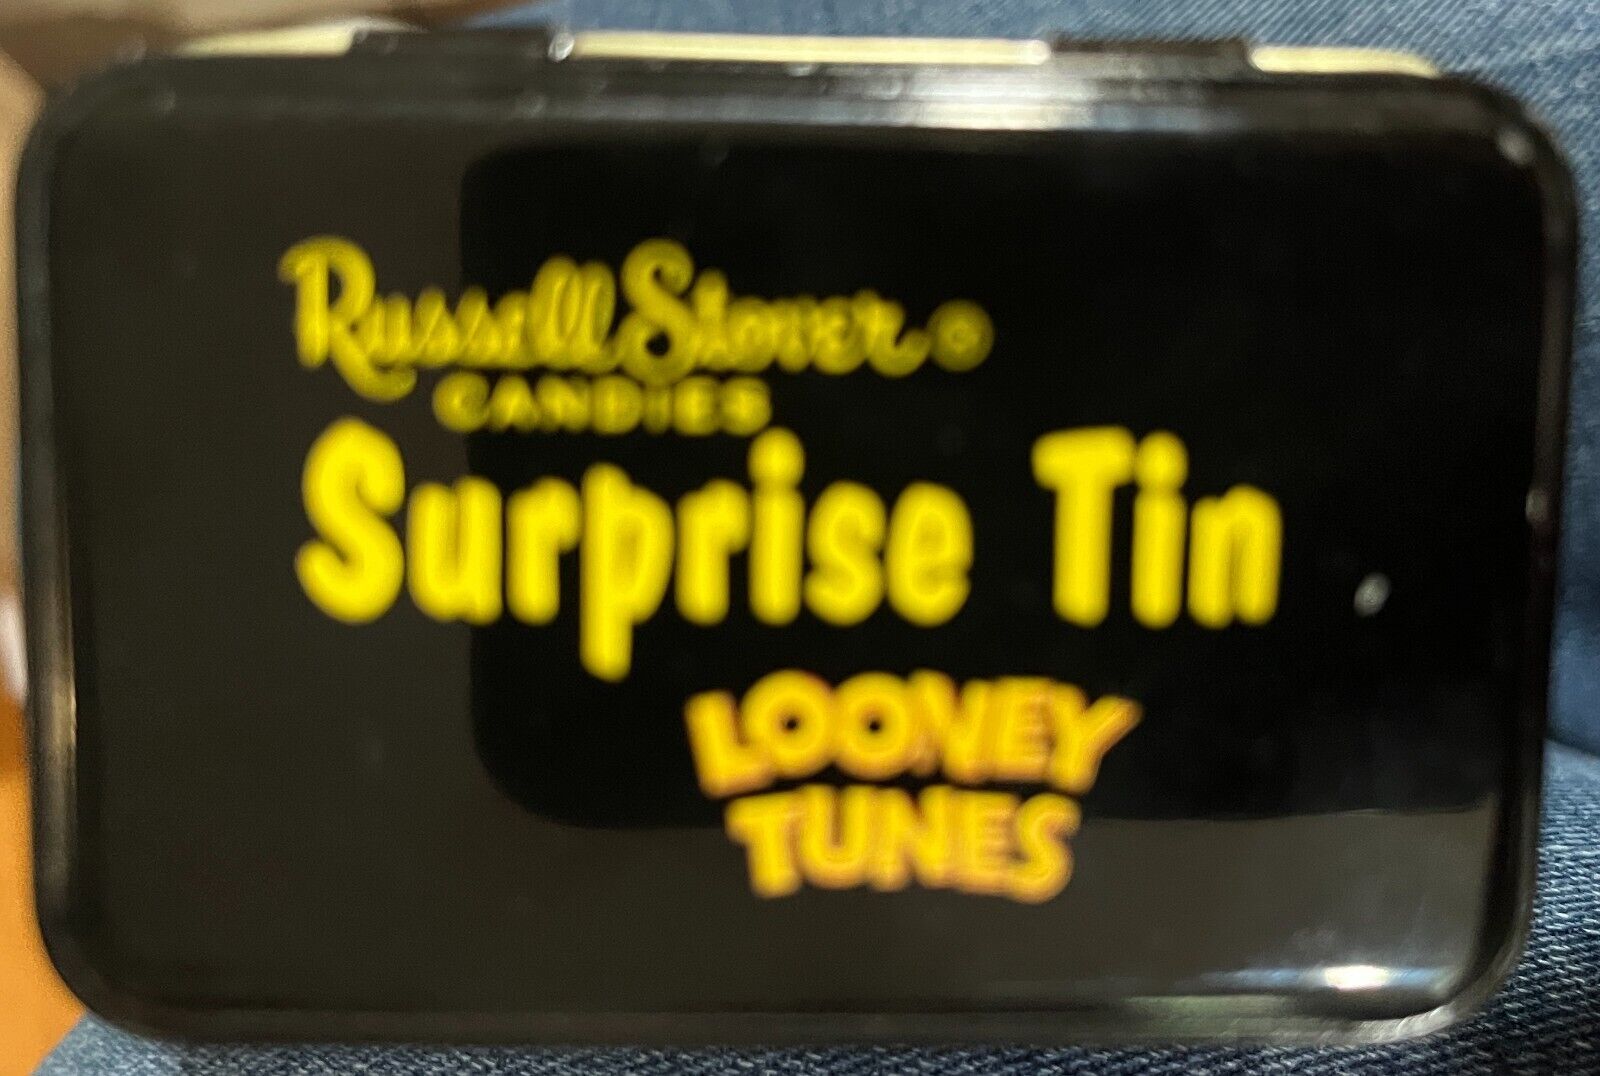 Russell Stover
CANDIES
Surprise Tin
LOONEY
TUNES